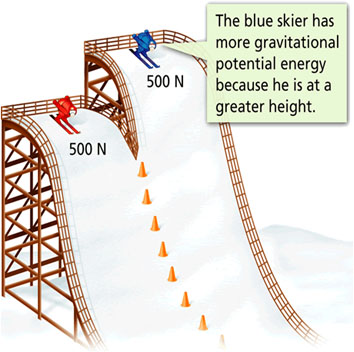 The blue skier has
more gravitational
potential energy
because he is at a
greater height.
500 N
500 N